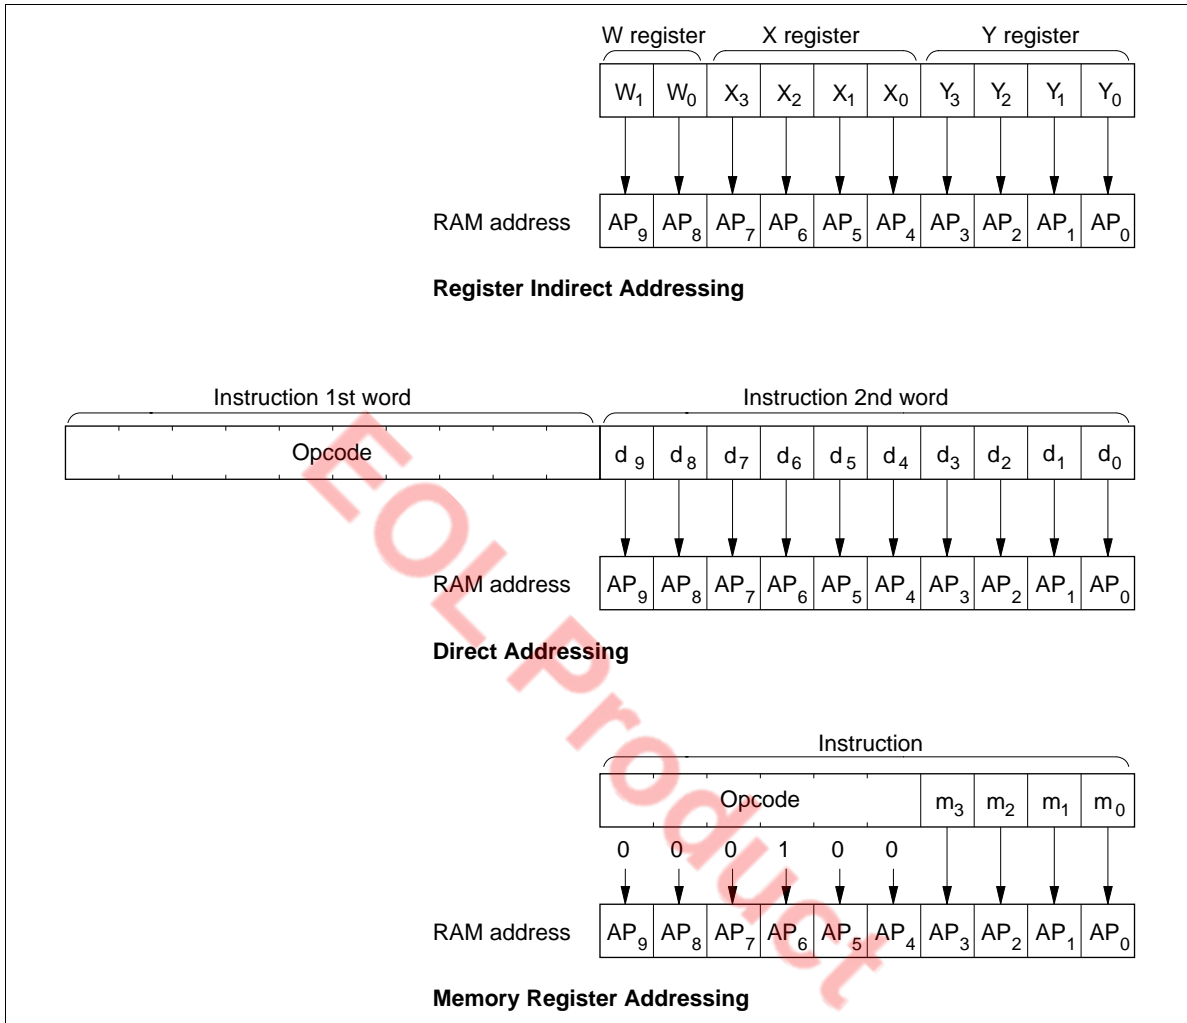 W register X register Y register
W1 W0 X3 X2 X1 X0 Y3 Y2 Y1 Y0
RAM address AP9 AP8 AP7 AP6 AP5 AP4 AP3 AP2 AP1 AP0
Register Indirect Addressing
Instruction 1st word Instruction 2nd word
Opcode d9 d8 d7 d6 d5 d4 d3 d2 d1 d0
RAM address AP9 AP8 AP7 AP6 AP5 AP4 AP3 AP2 AP1 AP0
Direct Addressing
Instruction
Opcode m3 m2 m1 m0
0 0 0 1 0 0
RAM address AP9 AP8 AP7 AP6 AP5 AP4 AP3 AP2 AP1 AP0
Memory Register Addressing
EOL Product